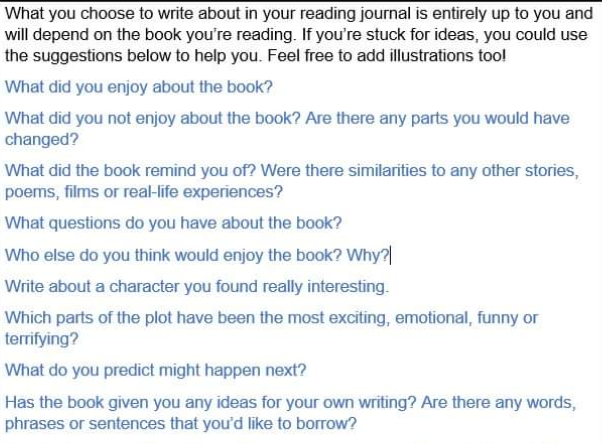 What you choose to write about in your reading journal is entirely up to you and
will depend on the book you're reading. If you're stuck for ideas, you could use
the suggestions below to help you. Feel free to add illustrations too!
What did you enjoy about the book?
What did you not enjoy about the book? Are there any parts you would have
changed?
What did the book remind you of? Were there similarities to any other stories,
poems, films or real-life experiences?
What questions do you have about the book?
Who else do you think would enjoy the book? Why?
Write about a character you found really interesting.
Which parts of the plot have been the most exciting, emotional, funny or
terrifying?
What do you predict might happen next?
Has the book given you any ideas for your own writing? Are there any words,
phrases or sentences that you'd like to borrow?